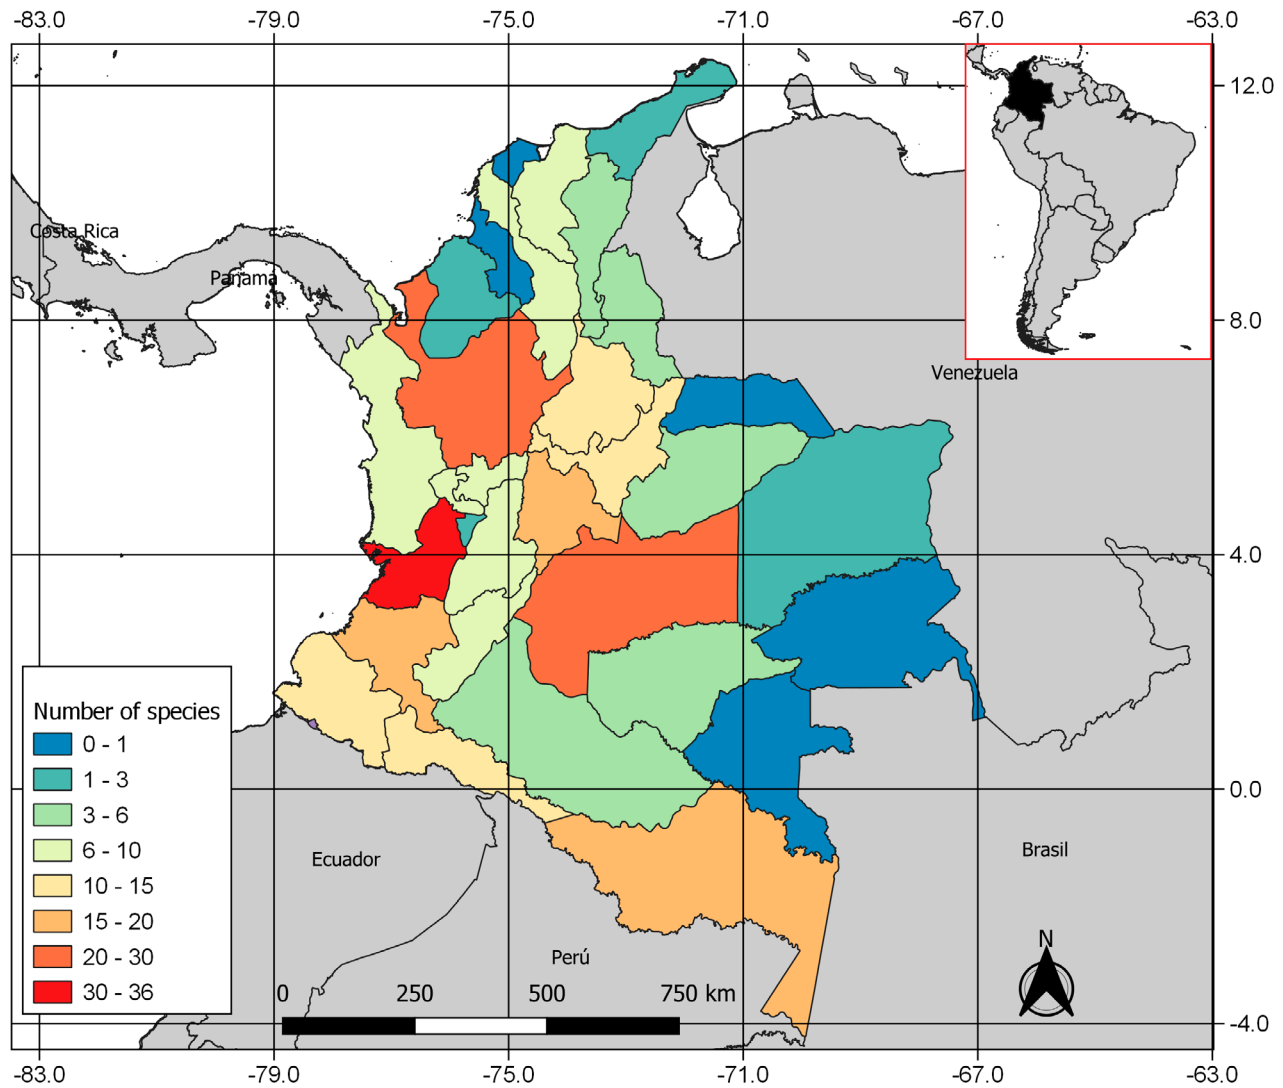 -83.0 -79.0 -75.0 -71.0 -67.0 -63.0
12.0
Costa Rica
Panamá
8.0
Venezuela
4.0
Number of species
0 - 1
1 - 3
3 - 6
6 - 10
10 - 15
15 - 20
20 - 30
30 - 36
0.0
Ecuador
Brasil
Perú
N
0 250 500 750 km
-4.0
-83.0 -79.0 -75.0 -71.0 -67.0 -63.0